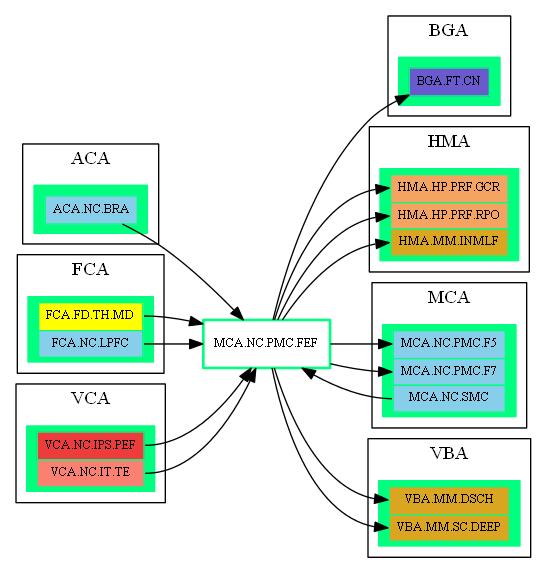 BGA
BGA.FT.CN
HMA
HMA.HP.PRF.GCR
HMA.HP.PRF.RPO
HMA.MM.INMLF
ACA
ACA.NC.BRA
FCA
FCA.FD.TH.MD
FCA.NC.LPFC
MCA.NC.PMC.FEF
MCA
MCA.NC.PMC.F5
MCA.NC.PMC.F7
MCA.NC.SMC
VCA
VCA.NC.IPS.PEF
VCA.NC.IT.TE
VBA
VBA.MM.DSCH
VBA.MM.SC.DEEP